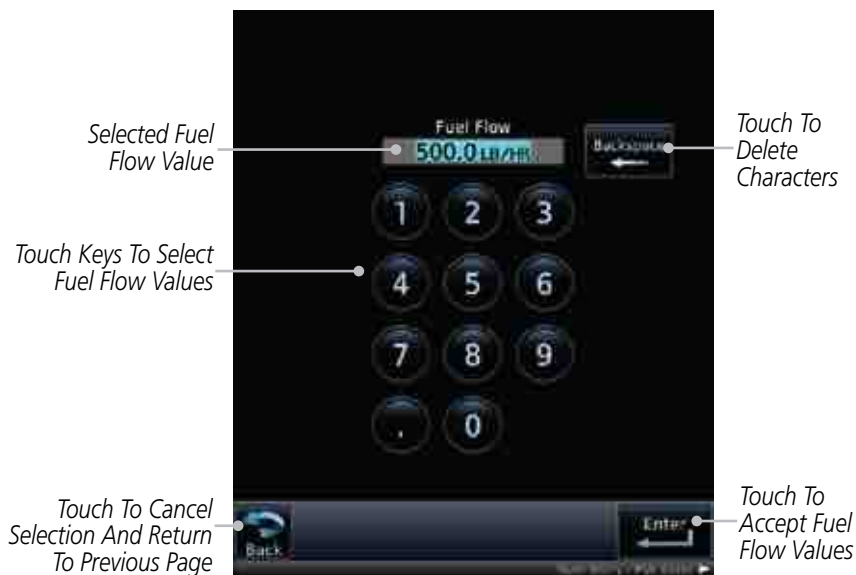 Selected Fuel
Flow Value
Fuel Flow
500.0 LB/HR
Backspace
Touch To
Delete
Characters
1 2 3
Touch Keys To Select
Fuel Flow Values
4 5 6
7 8 9
. 0
Touch To Cancel
Selection And Return
To Previous Page
Back
Enter
Touch To
Accept Fuel
Flow Values